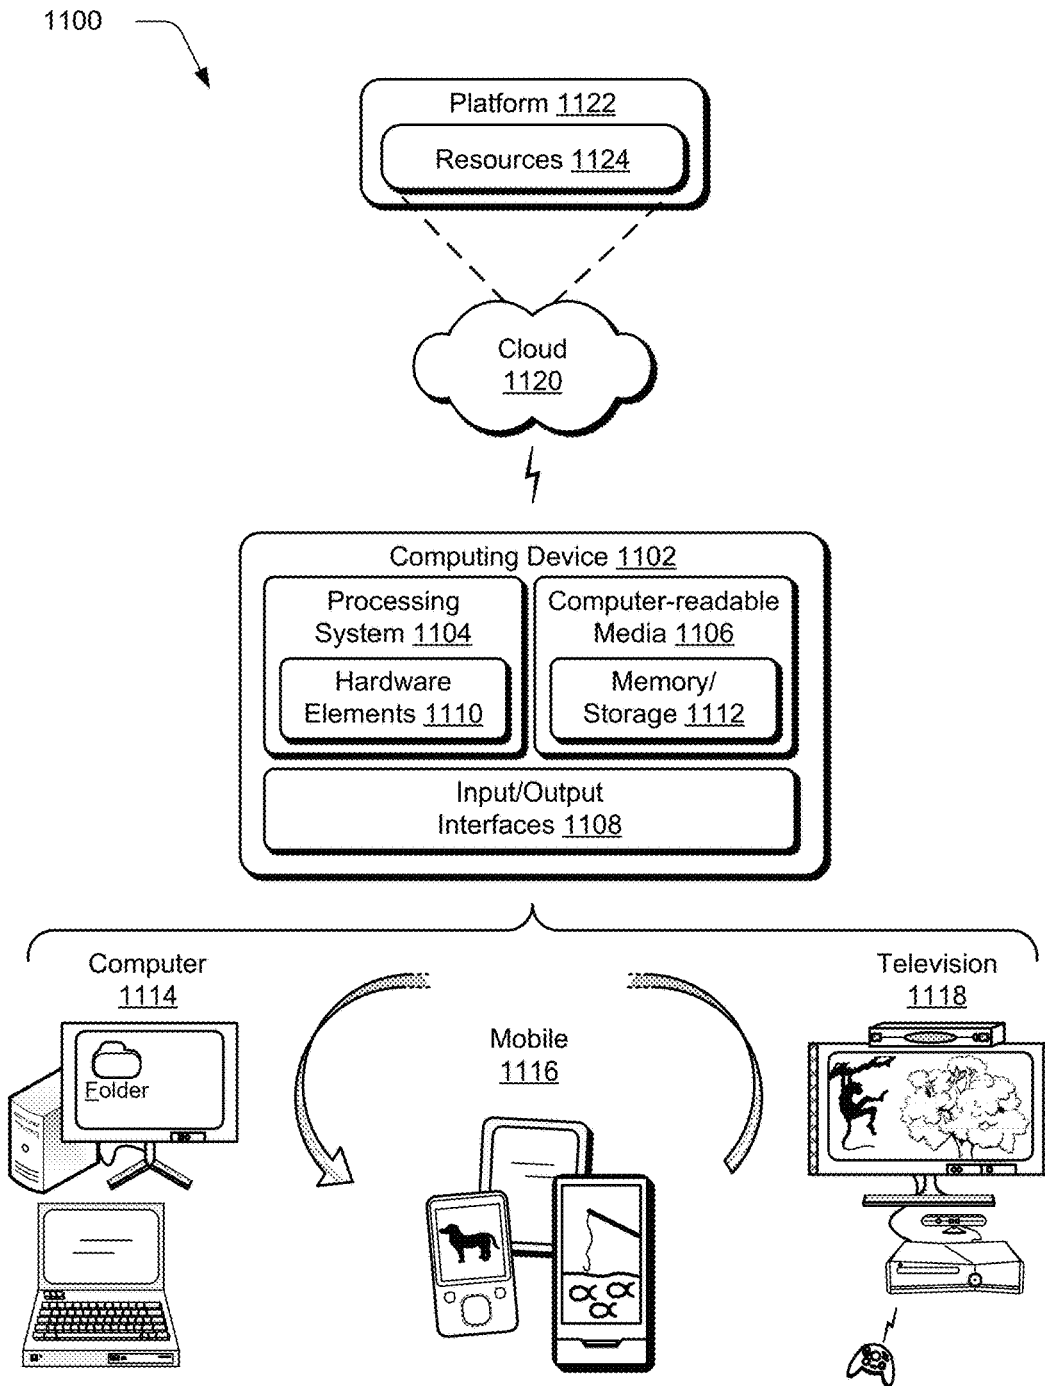 1100
Platform 1122
Resources 1124
Cloud
1120
Computing Device 1102
Processing
System 1104
Hardware
Elements 1110
Computer-readable
Media 1106
Memory/
Storage 1112
Input/Output
Interfaces 1108
Computer
1114
Folder
Mobile
1116
Television
1118